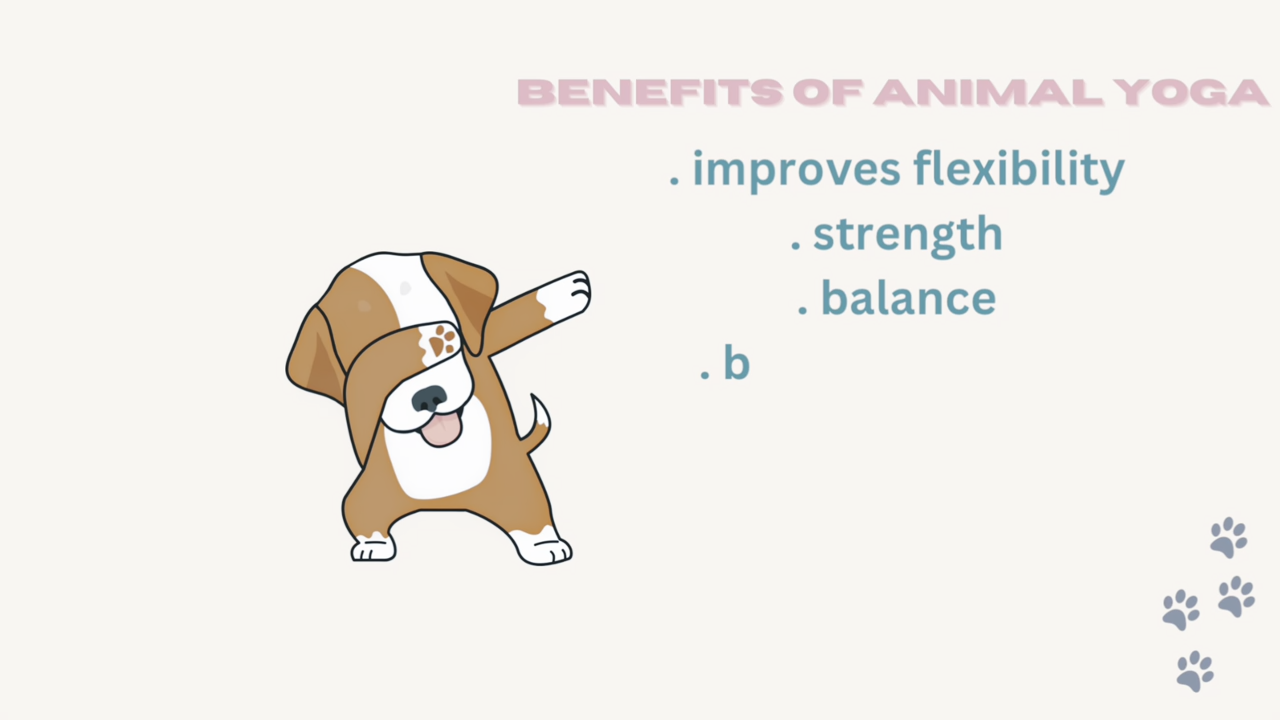 BENEFITS OF ANIMAL YOGA
. improves flexibility
. strength
. balance
. b